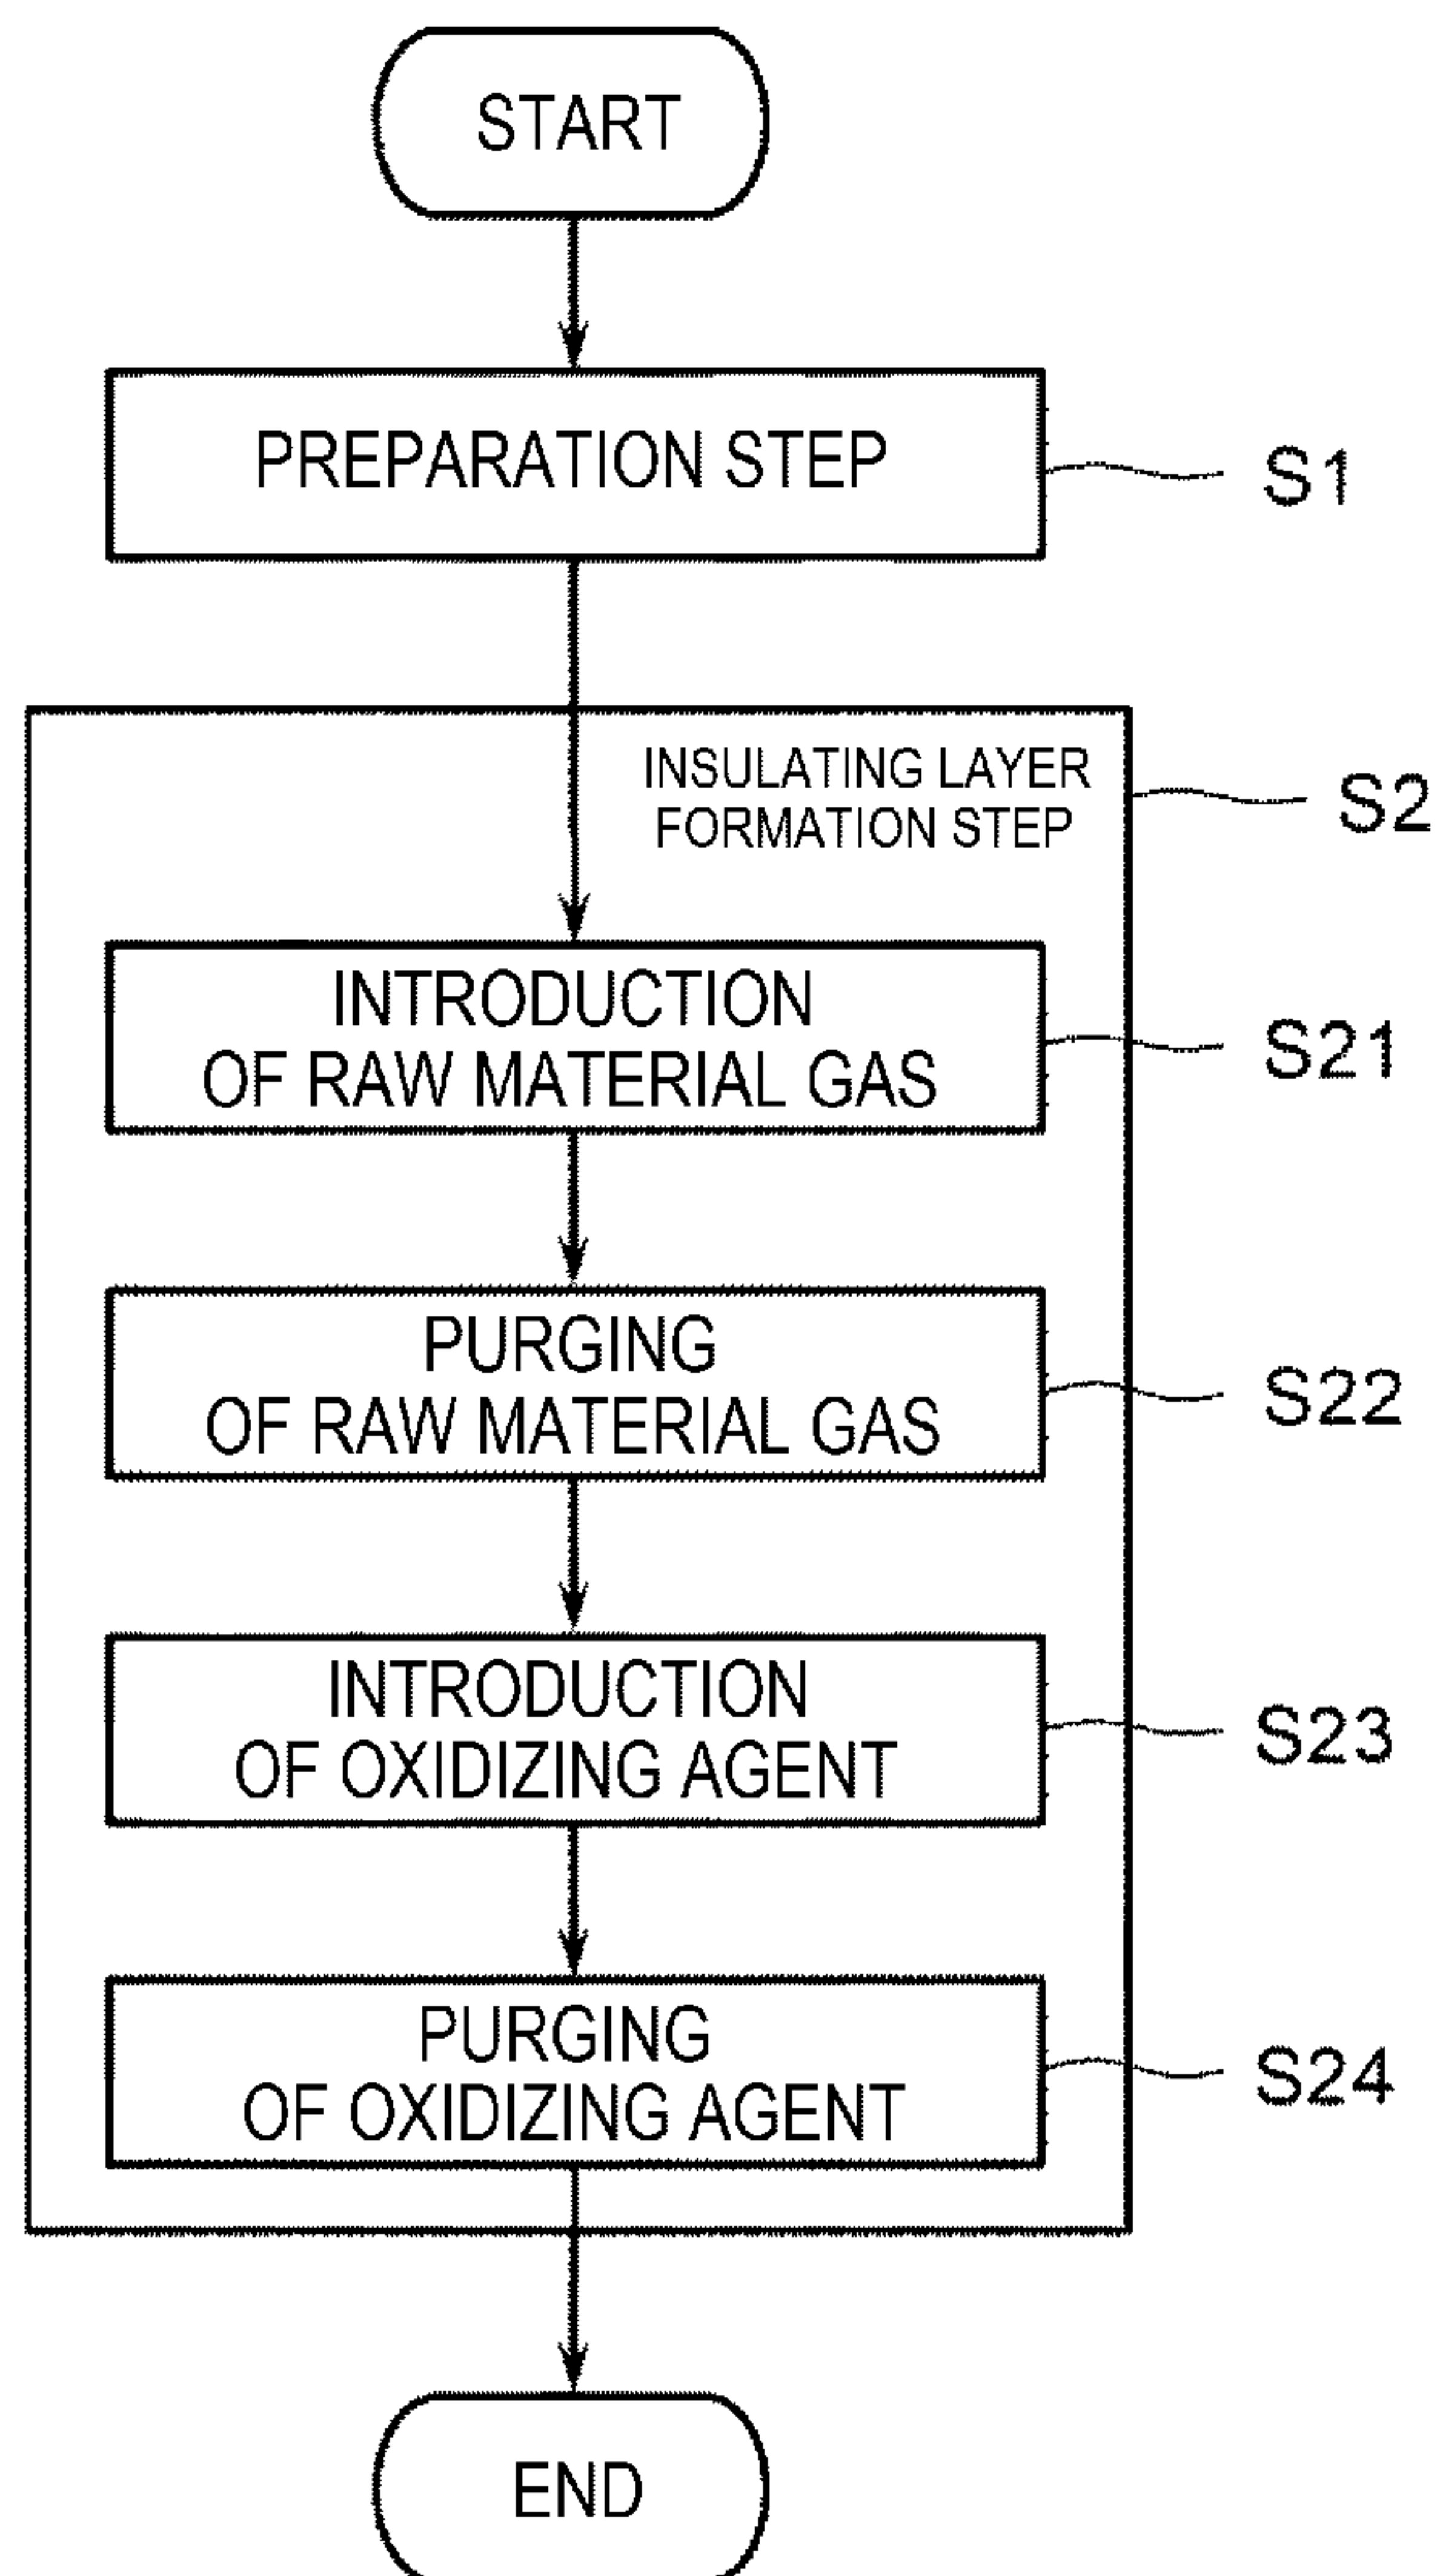 START
PREPARATION STEP
S1
INSULATING LAYER
FORMATION STEP
S2
INTRODUCTION
OF RAW MATERIAL GAS
S21
PURGING
OF RAW MATERIAL GAS
S22
INTRODUCTION
OF OXIDIZING AGENT
S23
PURGING
OF OXIDIZING AGENT
S24
END